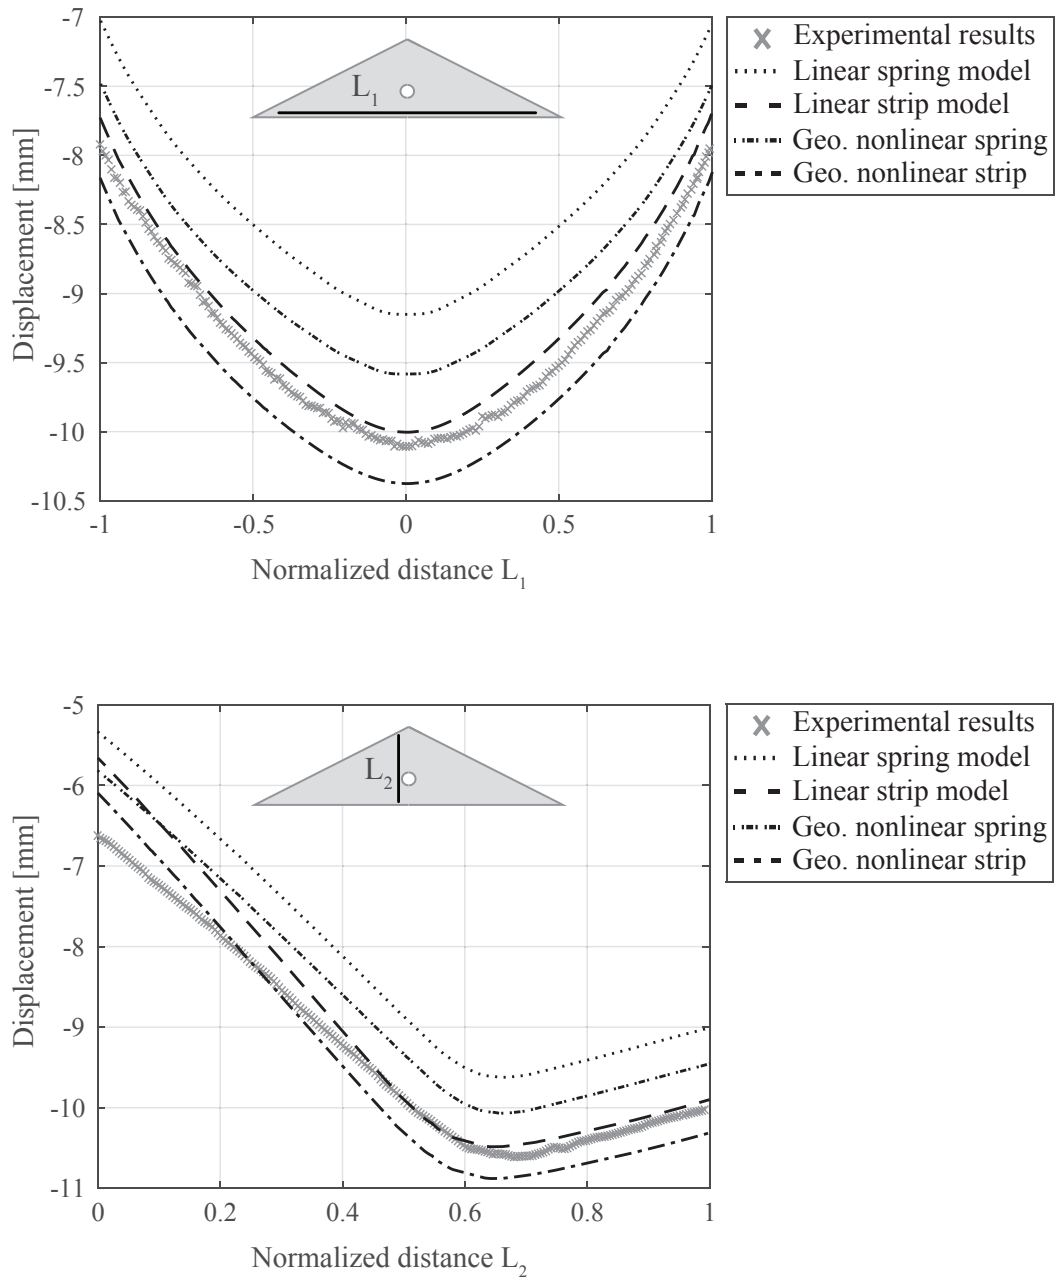 -7
-7.5
-8
-8.5
-9
-9.5
-10
-10.5
Displacement [mm]
L1
-1
-0.5
0
0.5
1
Normalized distance L1
Experimental results
Linear spring model
Linear strip model
Geo. nonlinear spring
Geo. nonlinear strip
-5
-6
-7
-8
-9
-10
-11
Displacement [mm]
L2
0
0.2
0.4
0.6
0.8
1
Normalized distance L2
Experimental results
Linear spring model
Linear strip model
Geo. nonlinear spring
Geo. nonlinear strip